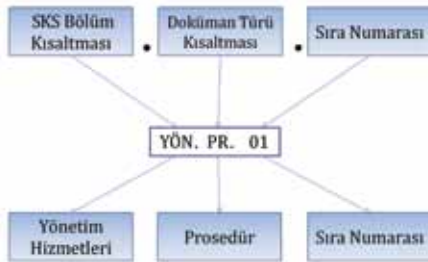 SKS Bölüm
Kısaltması
.
Doküman Türü
Kısaltması
.
Sıra Numarası
YÖN. PR. 01
Yönetim
Hizmetleri
Prosedür
Sıra Numarası